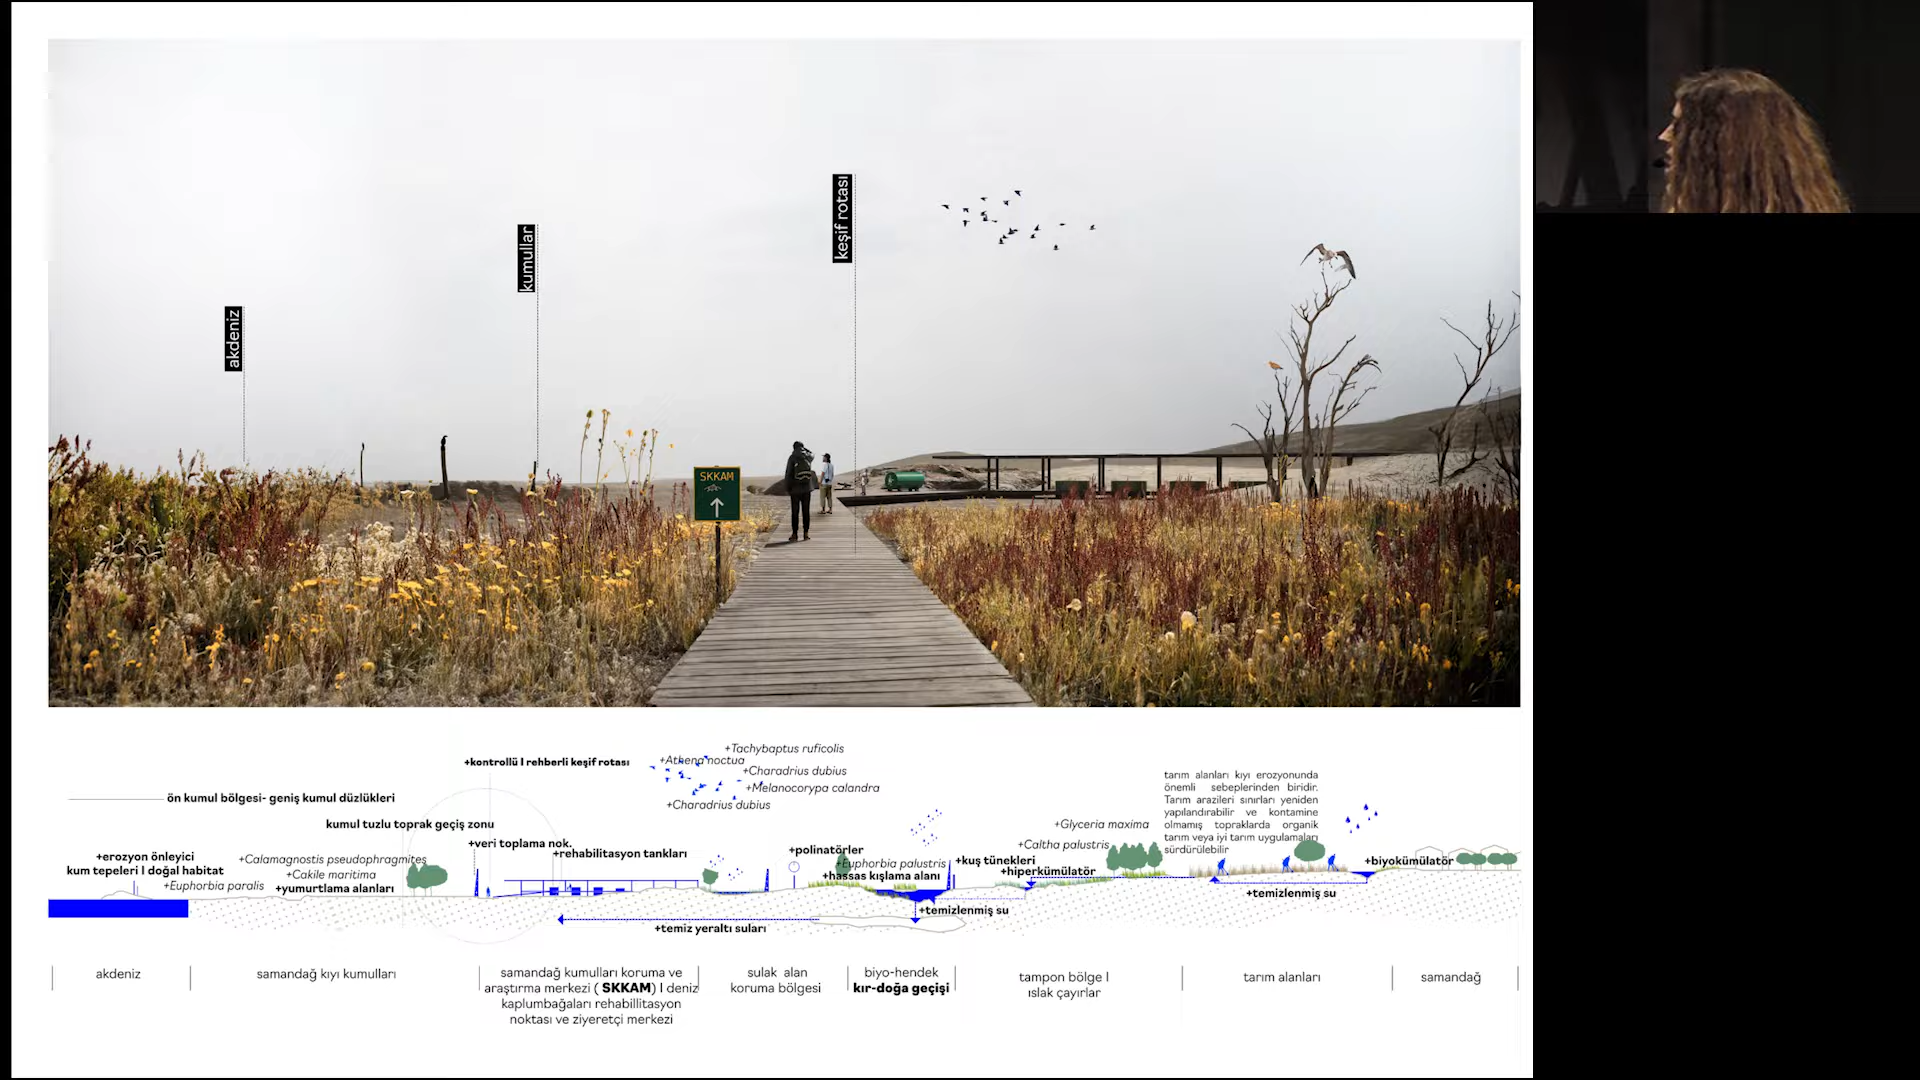 akdeniz
kumullar
keşif rotası
SKKAM
+kontrollü | rehberli keşif rotası
+Tachybaptus ruficolis
+Athena noctua
+Charadrius dubius
+Melanocorypa calandra
+Charadrius dubius
ön kumul bölgesi- geniş kumul düzlükleri
kumul tuzlu toprak geçiş zonu
+veri toplama nok.
+rehabilitasyon tankları
+erozyon önleyici
kum tepeleri | doğal habitat
+Calamagnostis pseudophragmites
+Cakile maritima
+Euphorbia paralis
+yumurtlama alanları
+polinatörler
+Euphorbia palustris
+hassas kışlama alanı
+kuş tünekleri
+hiperkümülatör
+Glyceria maxima
+Caltha palustris
tarım alanları kıyı erozyonunda
önemli sebeplerinden biridir.
Tarım arazileri sınırları yeniden
yapılandırabilir ve kontamine
olmamış topraklarda organik
tarım veya iyi tarım uygulamaları
sürdürülebilir
+biyokümülatör
+temizlenmiş su
+temizlenmiş su
+temiz yeraltı suları
akdeniz
samandağ kıyı kumulları
samandağ kumulları koruma ve
araştırma merkezi ( SKKAM) | deniz
kaplumbağaları rehabillitasyon
noktası ve ziyeretçi merkezi
sulak alan
koruma bölgesi
biyo-hendek
kır-doğa geçişi
tampon bölge |
ıslak çayırlar
tarım alanları
samandağ